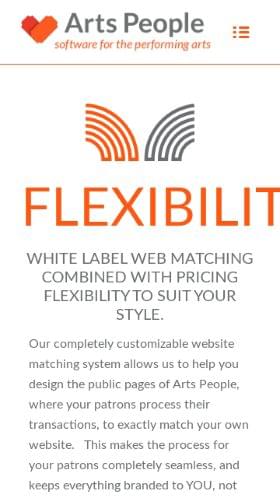 Arts People
software for the performing arts
FLEXIBILIT
WHITE LABEL WEB MATCHING
COMBINED WITH PRICING
FLEXIBILITY TO SUIT YOUR
STYLE.
Our completely customizable website
matching system allows us to help you
design the public pages of Arts People,
where your patrons process their
transactions, to exactly match your own
website. This makes the process for
your patrons completely seamless, and
keeps everything branded to YOU, not